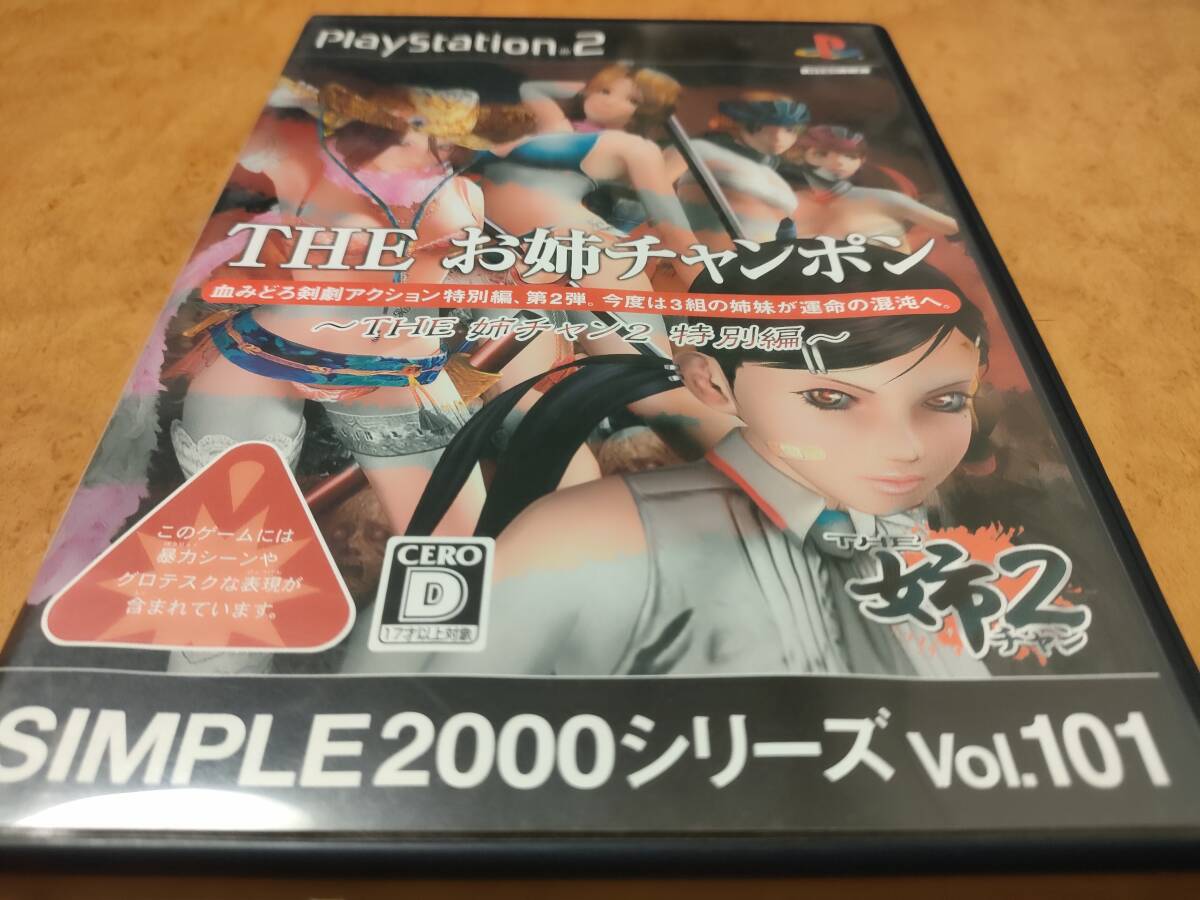 PlayStation®2
THE お姉チャンポン
血みどろ剣劇アクション特別編、第2弾。今度は3組の姉妹が運命の混沌へ。
～THE 姉チャン2 特別編～
このゲームには
暴力シーンや
グロテスクな表現が
含まれています。
CERO
D
17才以上対象
THE
姉2
チャン
SIMPLE2000シリーズ Vol.101